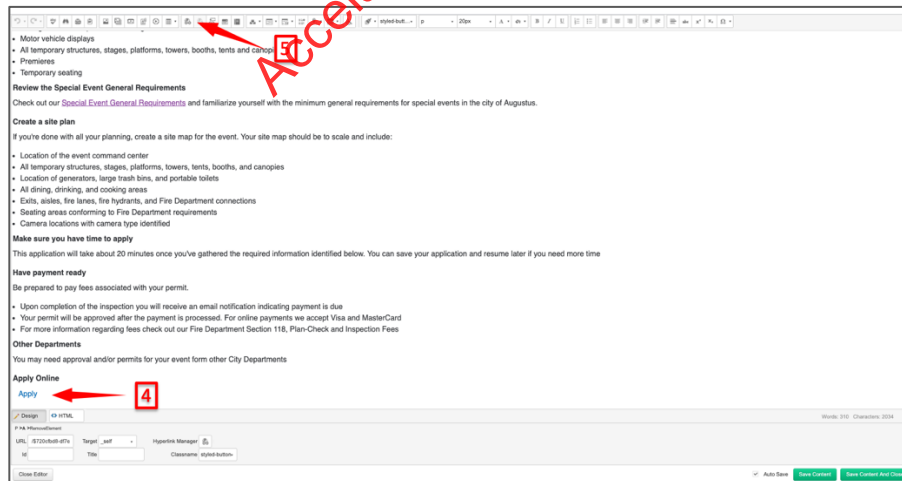 Accel
styled-butt... p 20px
5
• Motor vehicle displays
• All temporary structures, stages, platforms, towers, booths, tents and canopi
• Premieres
• Temporary seating
Review the Special Event General Requirements
Check out our Special Event General Requirements and familiarize yourself with the minimum general requirements for special events in the city of Augustus.
Create a site plan
If you're done with all your planning, create a site map for the event. Your site map should be to scale and include:
• Location of the event command center
• All temporary structures, stages, platforms, towers, tents, booths, and canopies
• Location of generators, large trash bins, and portable toilets
• All dining, drinking, and cooking areas
• Exits, aisles, fire lanes, fire hydrants, and Fire Department connections
• Seating areas conforming to Fire Department requirements
• Camera locations with camera type identified
Make sure you have time to apply
This application will take about 20 minutes once you've gathered the required information identified below. You can save your application and resume later if you need more time
Have payment ready
Be prepared to pay fees associated with your permit.
• Upon completion of the inspection you will receive an email notification indicating payment is due
• Your permit will be approved after the payment is processed. For online payments we accept Visa and MasterCard
• For more information regarding fees check out our Fire Department Section 118, Plan-Check and Inspection Fees
Other Departments
You may need approval and/or permits for your event form other City Departments
Apply Online
Apply 4
Design HTML Words: 310 Characters: 2034
URL Target _self Hyperlink Manager
Id Title Classname styled-button
Close Editor Auto Save Save Content Save Content And Close